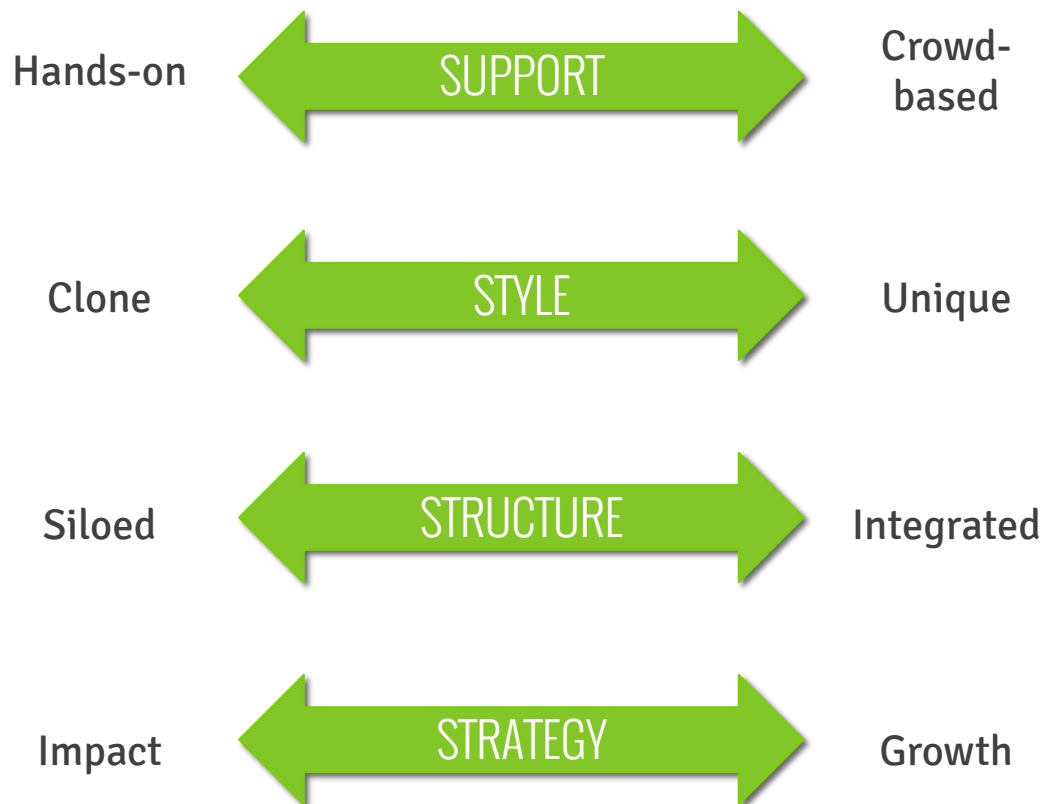 Hands-on
SUPPORT
Crowd-
based
Clone
STYLE
Unique
Siloed
STRUCTURE
Integrated
Impact
STRATEGY
Growth